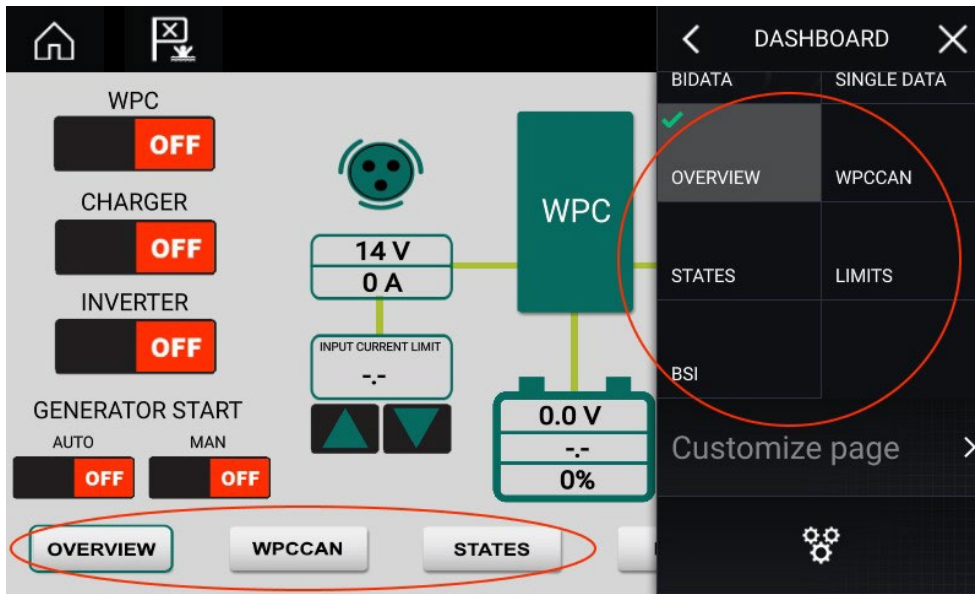 WPC
OFF
CHARGER
OFF
INVERTER
OFF
GENERATOR START
AUTO MAN
OFF OFF
14 V
0 A
INPUT CURRENT LIMIT
-.-
WPC
0.0 V
-.-
0%
OVERVIEW WPCCAN STATES
DASHBOARD
BIDATA SINGLE DATA
OVERVIEW WPCCAN
STATES LIMITS
BSI
Customize page